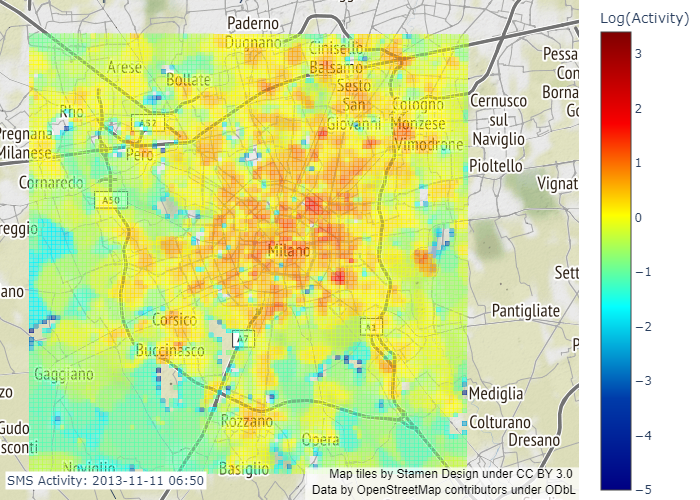 Paderno
Dugnano
Cinisello
Balsamo
Log(Activity)
Arese
Bollate
Sesto
San
Giovanni
Cologno
Monzese
Vimodrone
Pessa
Con
Borna
Go
Cernusco
sul
Naviglio
Rho
A52
Pregnana
Milanese
Pero
Pioltello
Cornaredo
Vignat
A50
reggio
Milano
Sett
ano
Pantigliate
Corsico
A7
A1
Buccinasco
P
Gaggiano
zo
Mediglia
Gudo
sconti
Rozzano
Colturano
Dresano
Opera
Noviglio
Basiglio
SMS Activity: 2013-11-11 06:50
Map tiles by Stamen Design under CC BY 3.0
Data by OpenStreetMap contributors under ODbL
3
2
1
0
−1
−2
−3
−4
−5